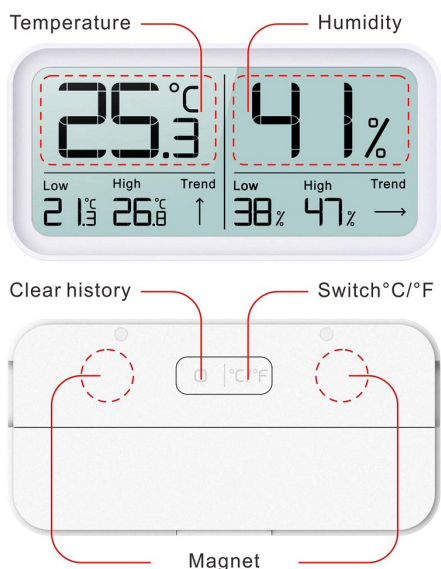 Temperature
Humidity
25.3°C
41%
Low High Trend
Low High Trend
21.3°C 26.8°C ↑
38% 47% →
Clear history
Switch°C/°F
°C/°F
Magnet